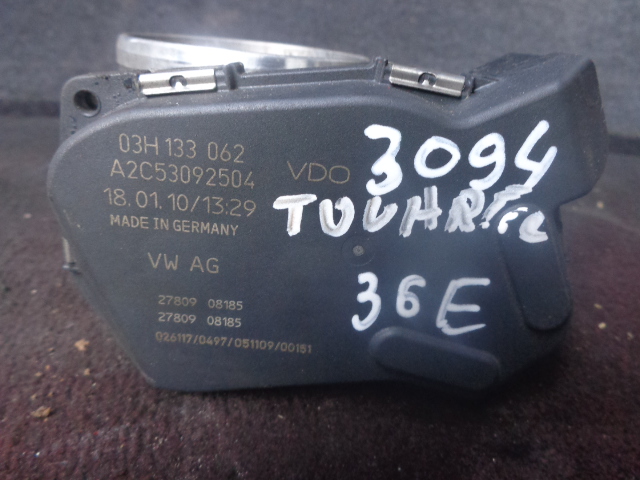 03H 133 062
A2C53092504
18.01.10/13:29
MADE IN GERMANY
VDO
VW AG
27809 08185
27809 08185
026117/0497/051109/00151
3094
36E